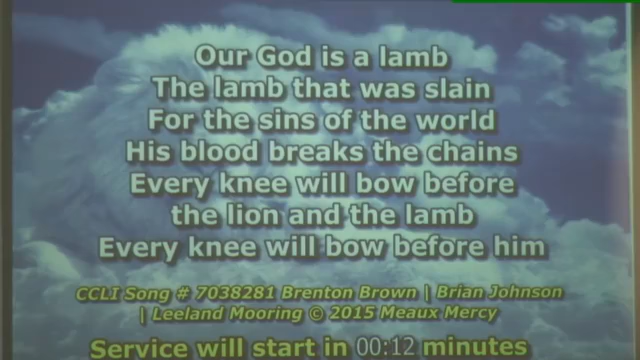 Our God is a lamb
The lamb that was slain
For the sins of the world
His blood breaks the chains
Every knee will bow before
the lion and the lamb
Every knee will bow before him
CCLI Song # 7038281 Brenton Brown | Brian Johnson
| Leeland Mooring © 2015 Meaux Mercy
Service will start in 00:12 minutes